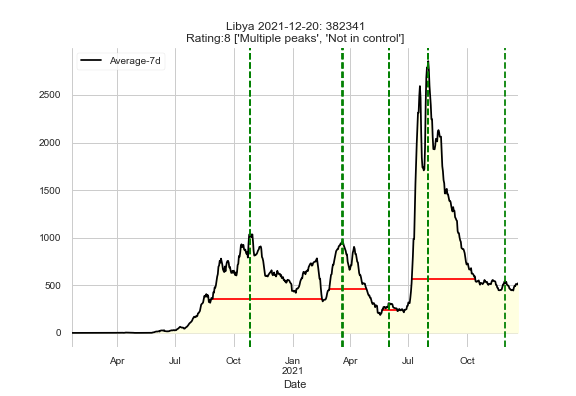 Libya 2021-12-20: 382341
Rating:8 ['Multiple peaks', 'Not in control']
Average-7d
2500
2000
1500
1000
500
0
Apr Jul Oct Jan Apr Jul Oct
2021
Date